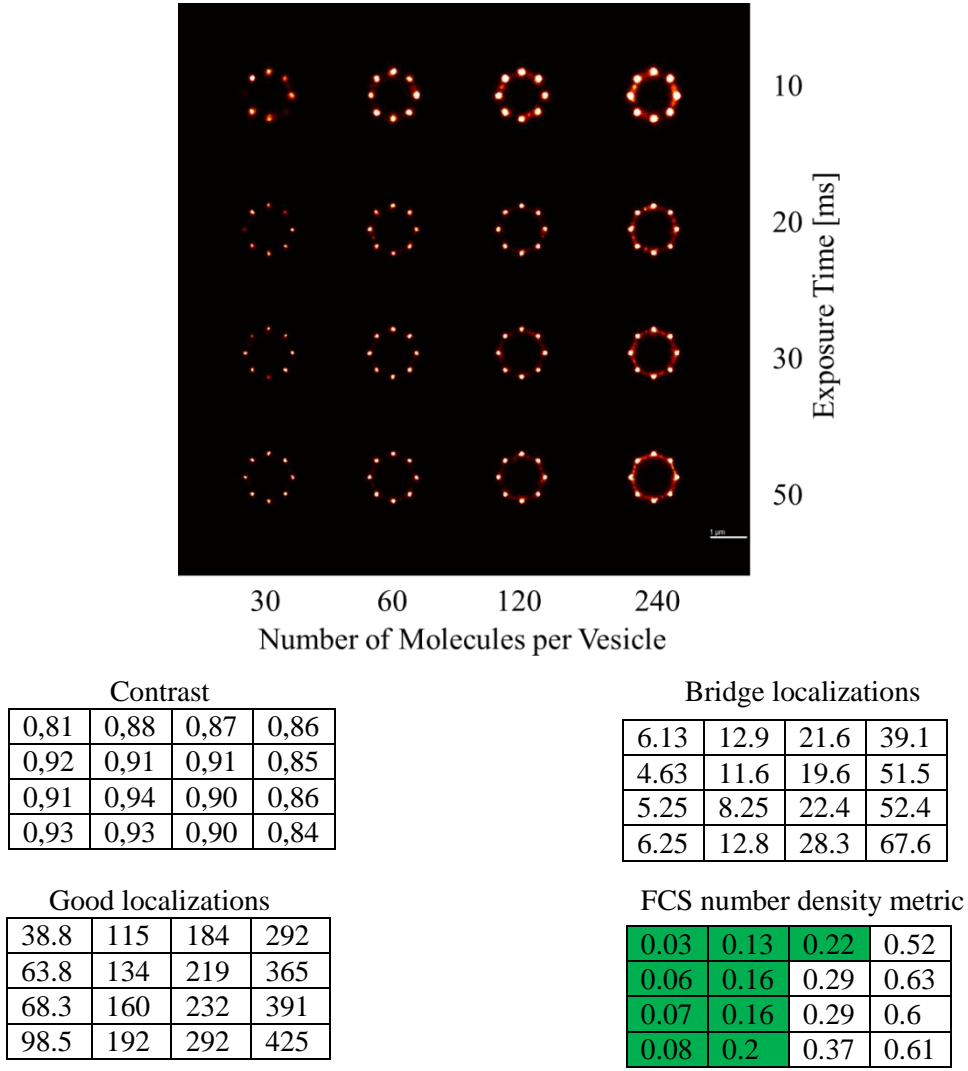 10
20
30
50
Exposure Time [ms]
1 µm
30 60 120 240
Number of Molecules per Vesicle
Contrast
0,81 0,88 0,87 0,86
0,92 0,91 0,91 0,85
0,91 0,94 0,90 0,86
0,93 0,93 0,90 0,84
Bridge localizations
6.13 12.9 21.6 39.1
4.63 11.6 19.6 51.5
5.25 8.25 22.4 52.4
6.25 12.8 28.3 67.6
Good localizations
38.8 115 184 292
63.8 134 219 365
68.3 160 232 391
98.5 192 292 425
FCS number density metric
0.03 0.13 0.22 0.52
0.06 0.16 0.29 0.63
0.07 0.16 0.29 0.6
0.08 0.2 0.37 0.61